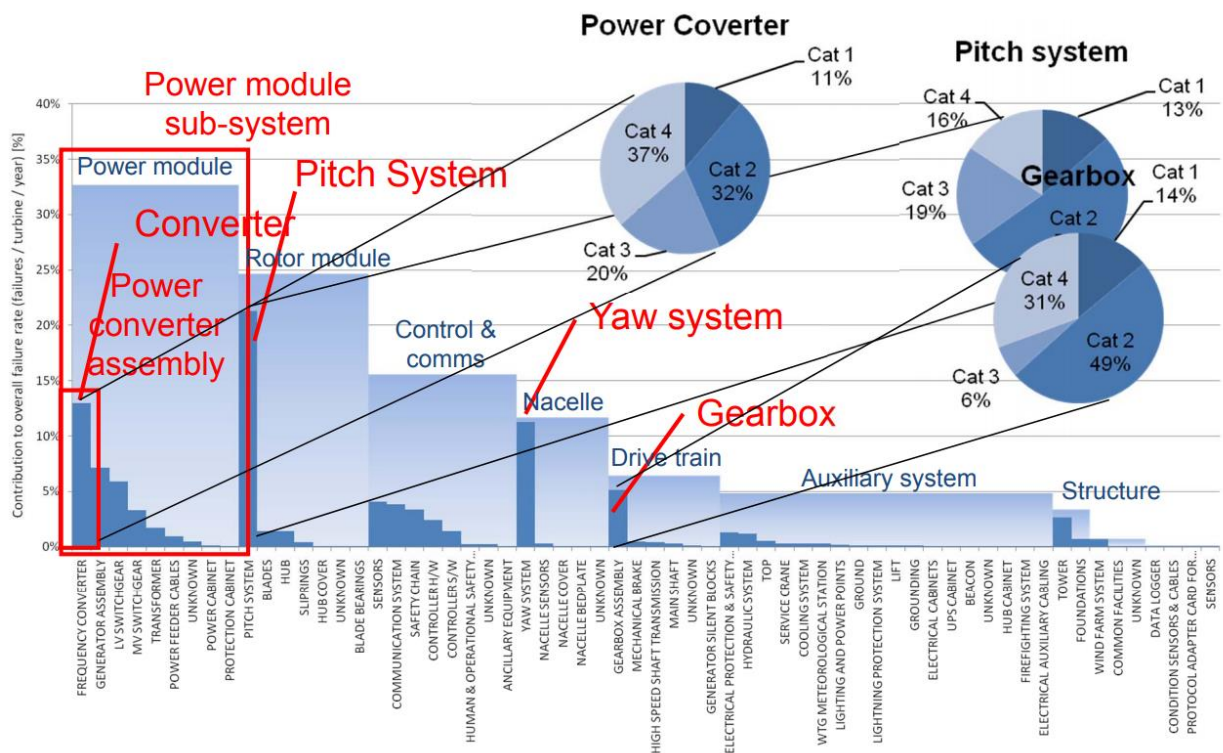 Power Coverter
Cat 1
11%
Cat 2
32%
Cat 3
20%
Cat 4
37%
Pitch system
Cat 1
13%
Cat 2
Cat 3
19%
Cat 4
16%
Gearbox
Cat 1
14%
Cat 2
49%
Cat 3
6%
Cat 4
31%
Power module
sub-system
Power module
Pitch System
Converter
Rotor module
Power
converter
assembly
Control &
comms
Yaw system
Nacelle
Gearbox
Drive train
Auxiliary system
Structure
Contribution to overall failure rate (failures / turbine / year) [%]
40%
35%
30%
25%
20%
15%
10%
5%
0%
FREQUENCY CONVERTER
GENERATOR ASSEMBLY
LV SWITCHGEAR
MV SWITCHGEAR
TRANSFORMER
POWER FEEDER CABLES
UNKNOWN
POWER CABINET
PROTECTION CABINET
PITCH SYSTEM
BLADES
HUB
SLIPRINGS
HUB COVER
UNKNOWN
BLADE BEARINGS
SENSORS
COMMUNICATION SYSTEM
SAFETY CHAIN
CONTROLLER H/W
CONTROLLER S/W
HUMAN & OPERATIONAL SAFETY...
UNKNOWN
ANCILLARY EQUIPMENT
YAW SYSTEM
NACELLE SENSORS
NACELLE COVER
NACELLE BEDPLATE
UNKNOWN
GEARBOX ASSEMBLY
MECHANICAL BRAKE
HIGH SPEED SHAFT TRANSMISSION
MAIN SHAFT
UNKNOWN
GENERATOR SILENT BLOCKS
ELECTRICAL PROTECTION & SAFETY...
HYDRAULIC SYSTEM
TOP
SERVICE CRANE
COOLING SYSTEM
WTG METEOROLOGICAL STATION
LIGHTING AND POWER POINTS
GROUND
LIGHTNING PROTECTION SYSTEM
LIFT
GROUNDING
ELECTRICAL CABINETS
UPS CABINET
BEACON
UNKNOWN
HUB CABINET
FIREFIGHTING SYSTEM
ELECTRICAL AUXILIARY CABLING
TOWER
FOUNDATIONS
WIND FARM SYSTEM
COMMON FACILITIES
UNKNOWN
DATA LOGGER
CONDITION SENSORS & CABLES
PROTOCOL ADAPTER CARD FOR...
SENSORS